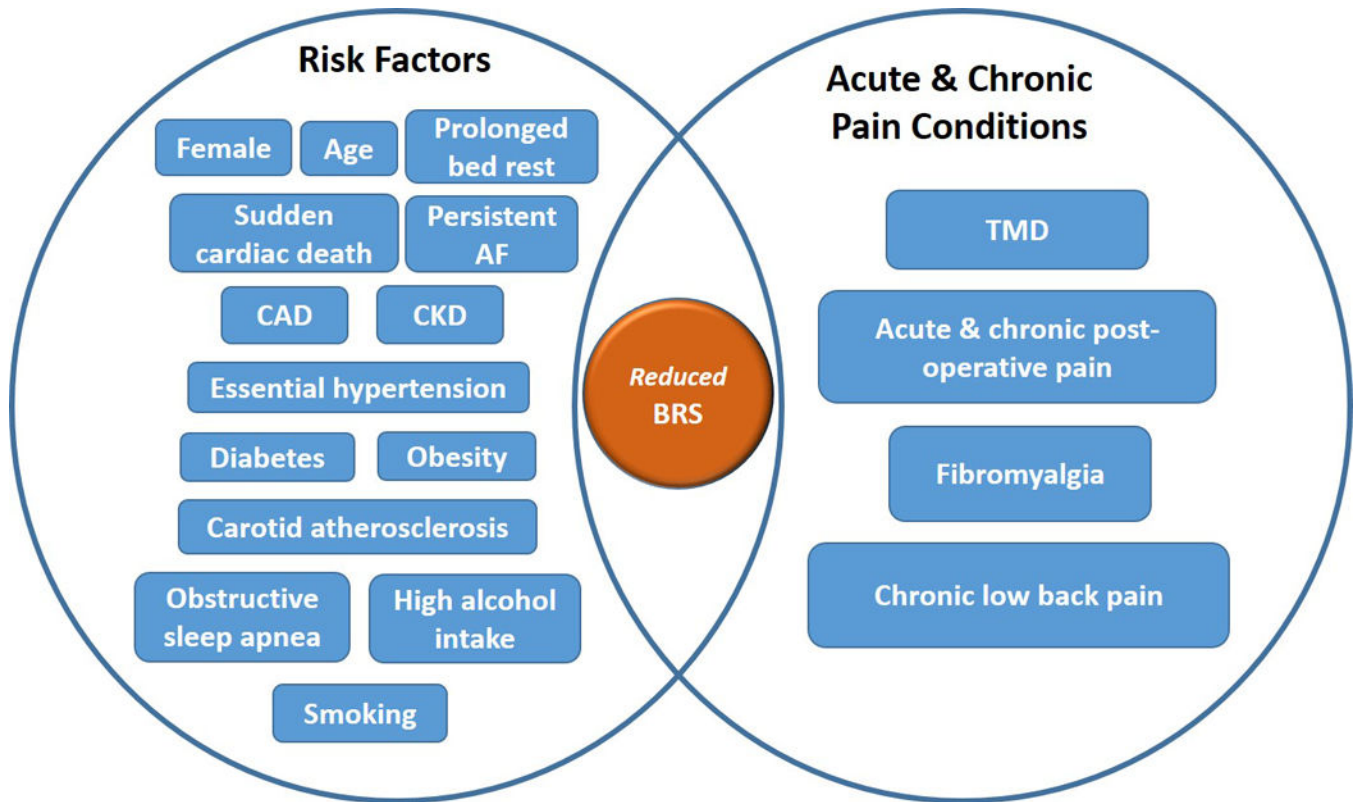 Risk Factors
Female
Age
Prolonged
bed rest
Sudden
cardiac death
Persistent
AF
CAD
CKD
Essential hypertension
Diabetes
Obesity
Carotid atherosclerosis
Obstructive
sleep apnea
High alcohol
intake
Smoking
Reduced
BRS
Acute & Chronic
Pain Conditions
TMD
Acute & chronic post-
operative pain
Fibromyalgia
Chronic low back pain